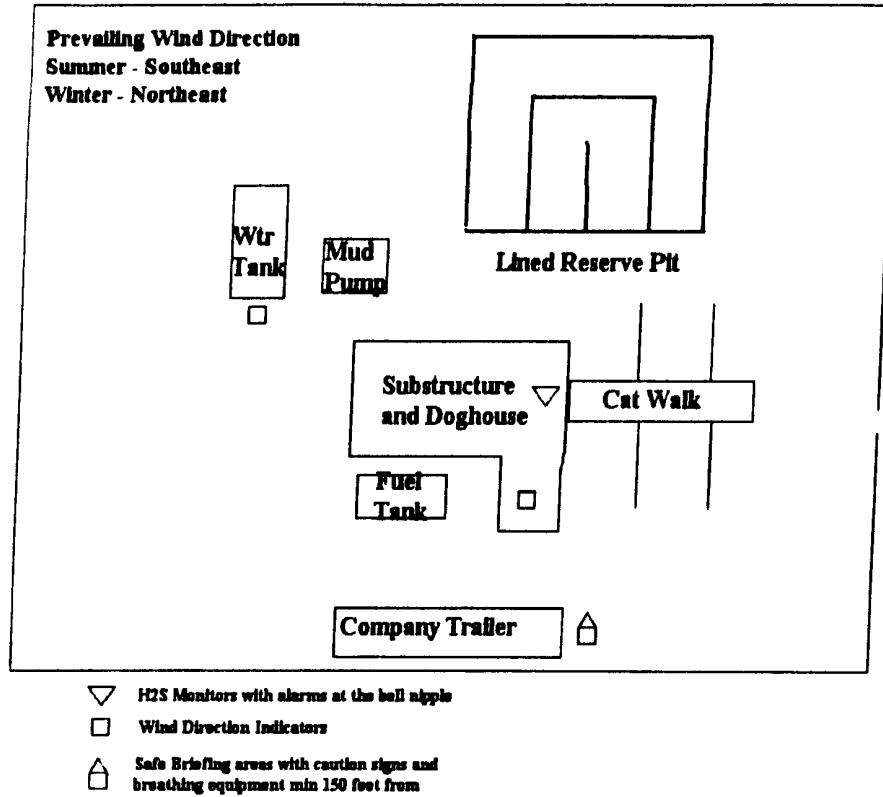 Prevailing Wind Direction
Summer - Southeast
Winter - Northeast
Wtr
Tank
Mud
Pump
Lined Reserve Pit
Substructure
and Doghouse
Cat Walk
Fuel
Tank
Company Trailer
H2S Monitors with alarms at the bell nipple
Wind Direction Indicators
Safe Briefing areas with caution signs and
breathing equipment min 150 feet from